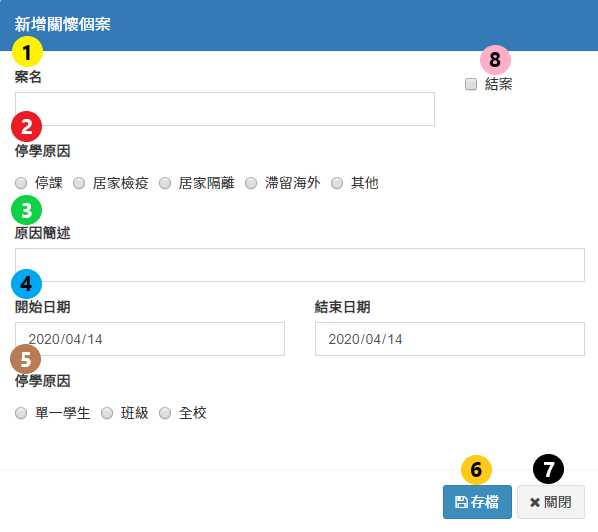 新增關懷個案
1
8
案名
結案
2
停學原因
停課 居家檢疫 居家隔離 滯留海外 其他
3
原因簡述
4
開始日期 結束日期
2020/04/14 2020/04/14
5
停學原因
單一學生 班級 全校
6 7
存檔 關閉